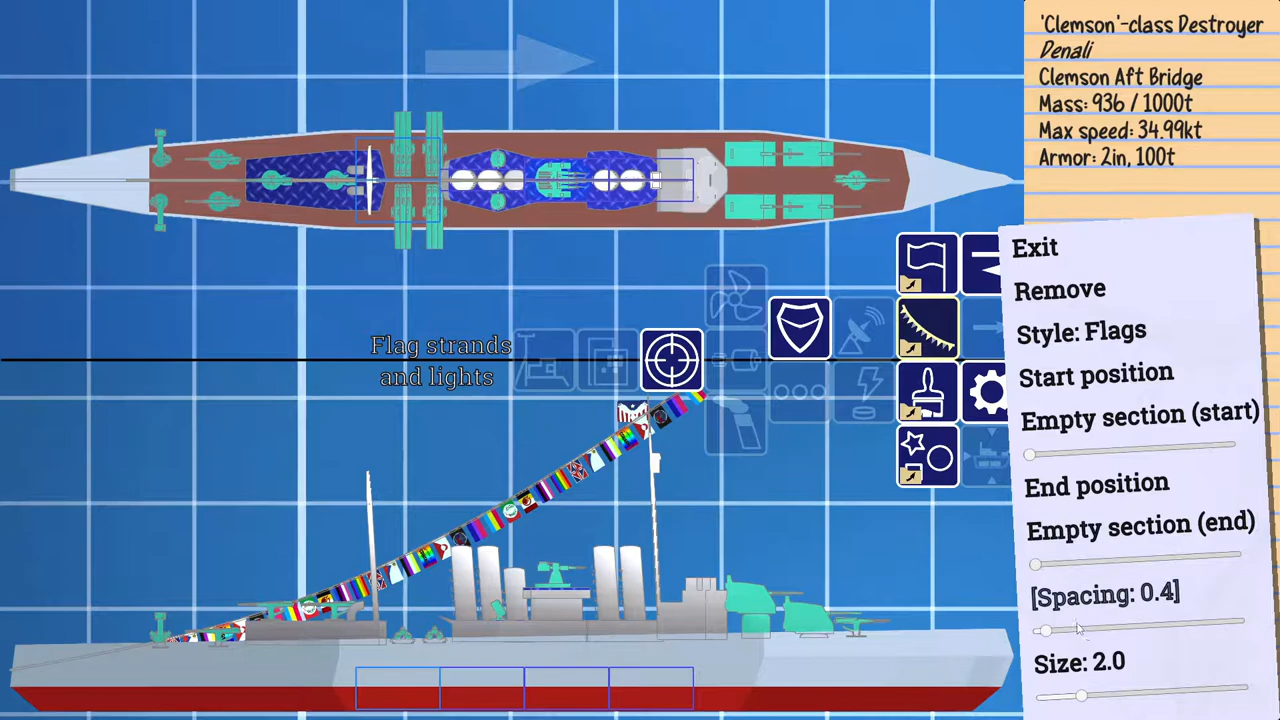 'Clemson'-class Destroyer
Denali
Clemson Aft Bridge
Mass: 936 / 1000t
Max speed: 34.99kt
Armor: 2in, 100t
Exit
Remove
Style: Flags
Start position
Empty section (start)
End position
Empty section (end)
[Spacing: 0.4]
Size: 2.0
Flag strands
and lights